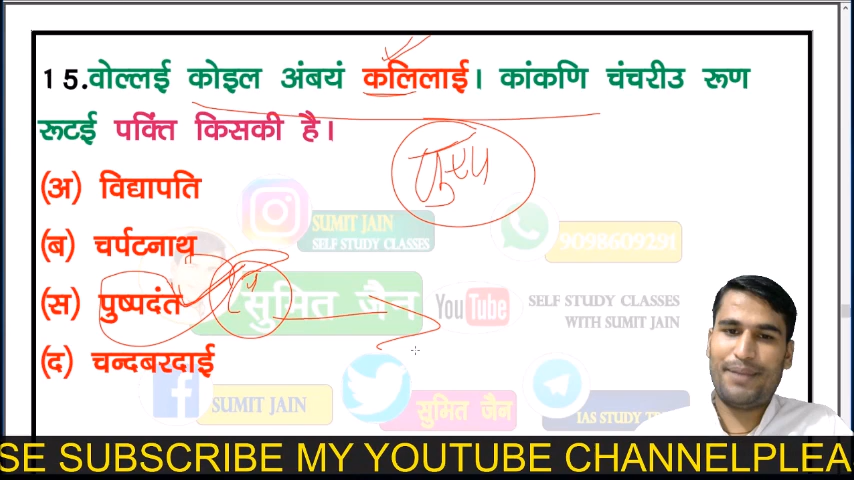 15.वोल्लई कोइल अंबयं कलिलाई। कांकणि चंचरीउ रूण
रूटई पक्तिं किसकी है।
पुष्प
(अ) विद्यापति
SUMIT JAIN
SELF STUDY CLASSES
9098609291
(ब) चर्पटनाथ
(स) पुष्पदंत
सुमित जैन
YouTube
SELF STUDY CLASSES
WITH SUMIT JAIN
(द) चन्दबरदाई
SUMIT JAIN
सुमित जैन
IAS STUDY
SE SUBSCRIBE MY YOUTUBE CHANNELPLEA